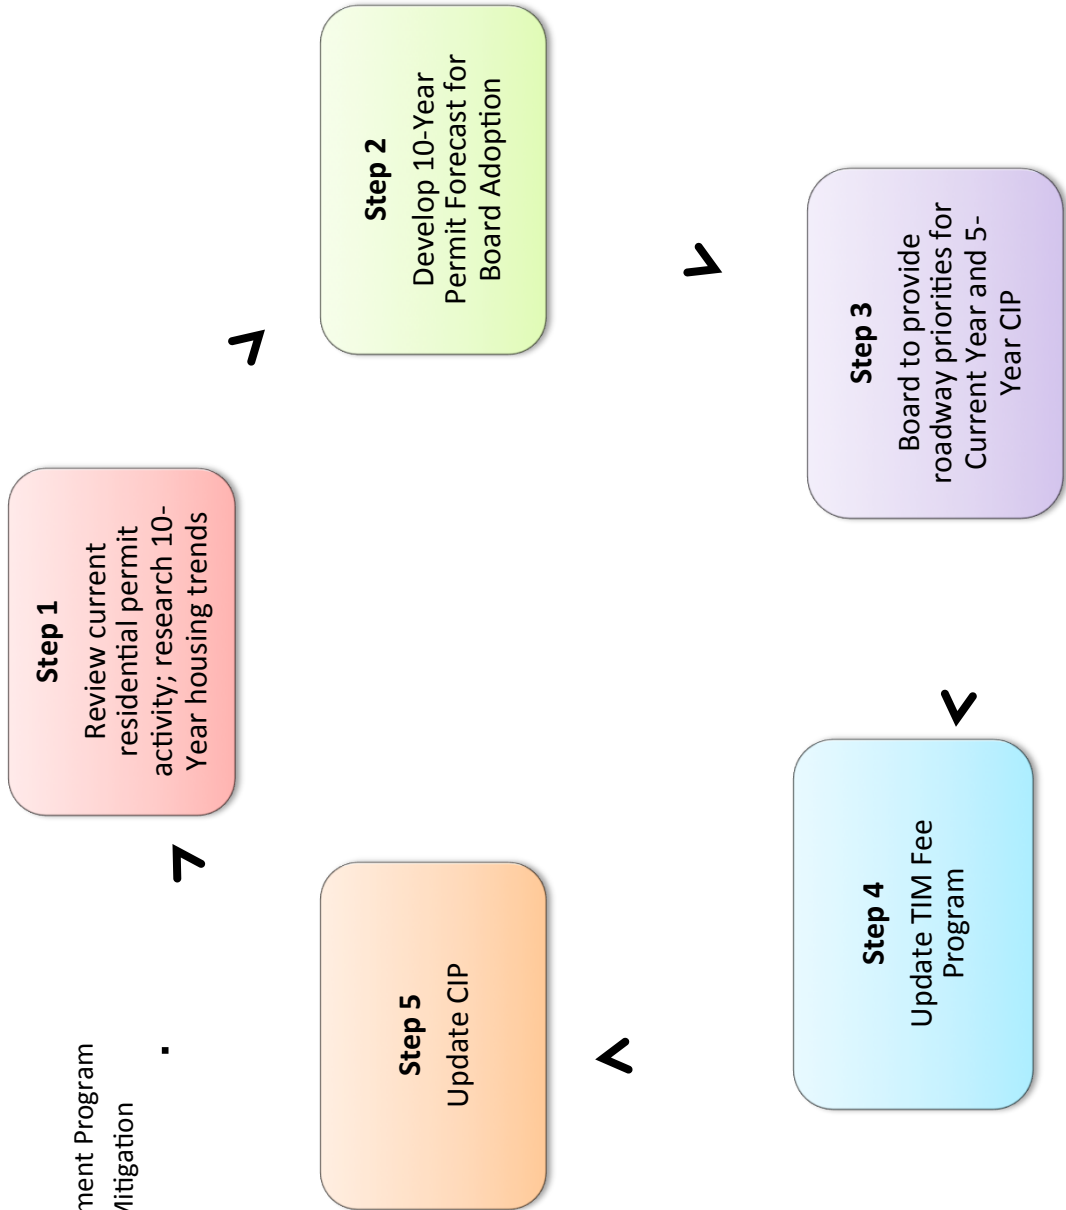 Step 1
Review current
residential permit
activity; research 10-
Year housing trends
Step 2
Develop 10-Year
Permit Forecast for
Board Adoption
Step 3
Board to provide
roadway priorities for
Current Year and 5-
Year CIP
Step 4
Update TIM Fee
Program
Step 5
Update CIP
Program
Mitigation